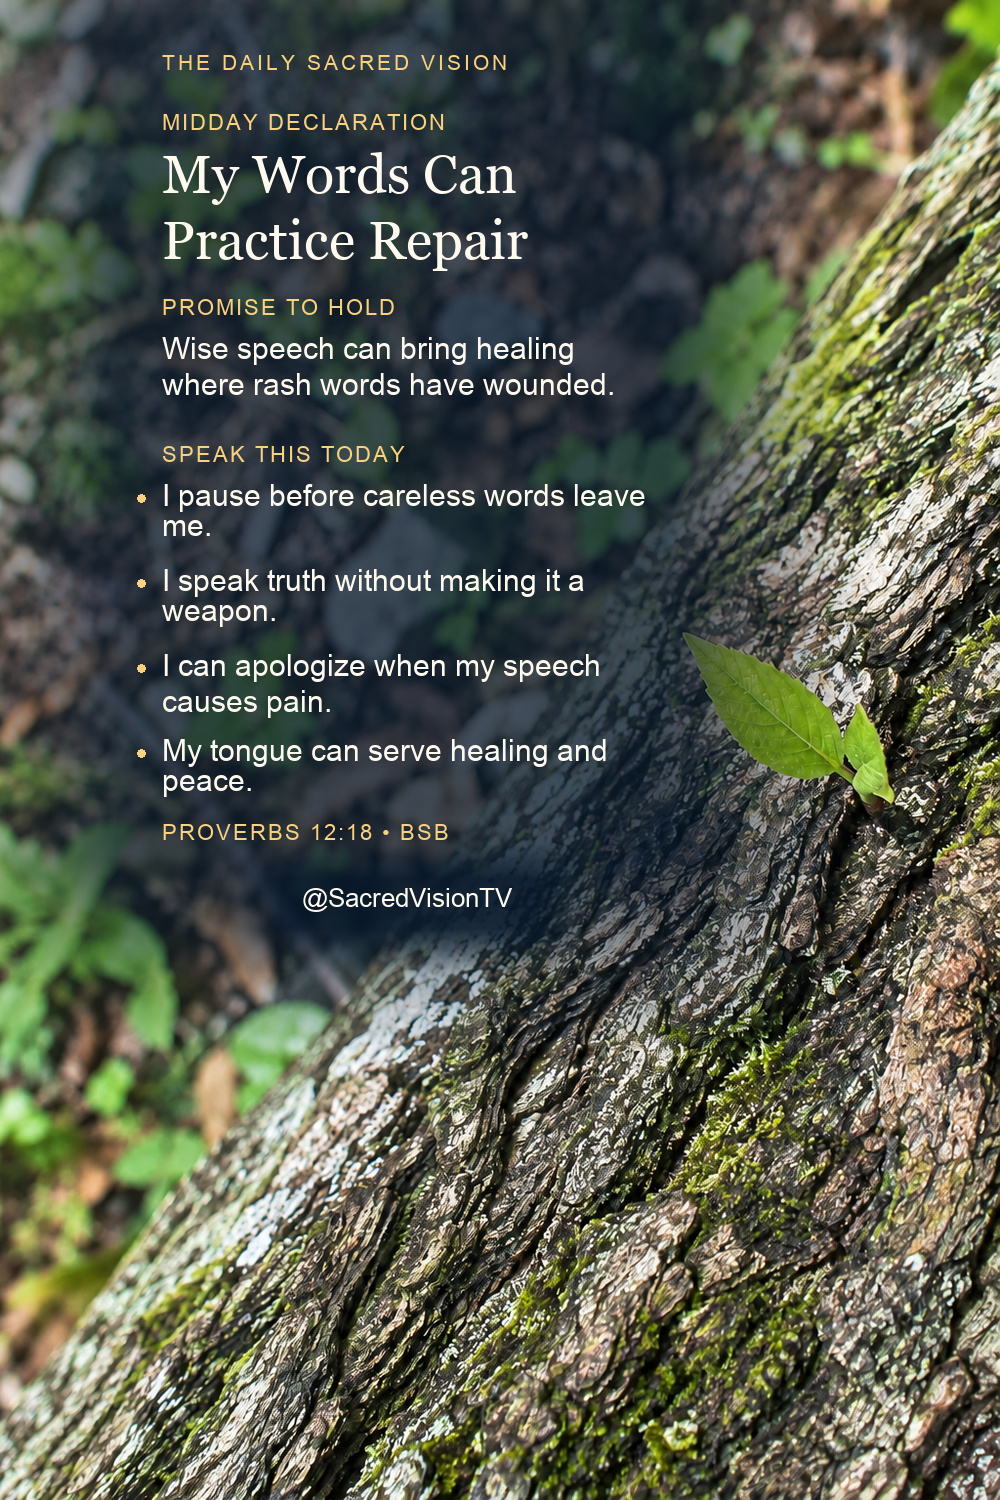 THE DAILY SACRED VISION
MIDDAY DECLARATION
My Words Can
Practice Repair
PROMISE TO HOLD
Wise speech can bring healing
where rash words have wounded.
SPEAK THIS TODAY
• I pause before careless words leave
me.
• I speak truth without making it a
weapon.
• I can apologize when my speech
causes pain.
• My tongue can serve healing and
peace.
PROVERBS 12:18 • BSB
@SacredVisionTV